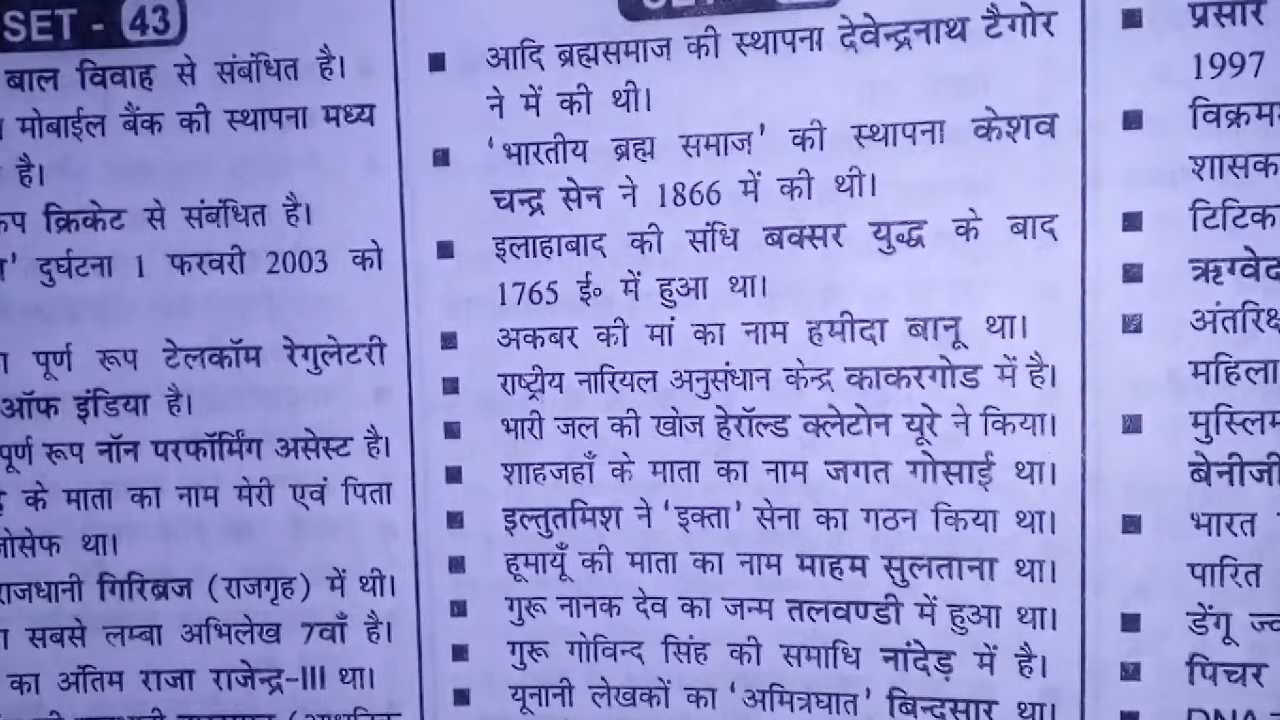 SET - 43
बाल विवाह से संबंधित है।
मोबाईल बैंक की स्थापना मध्य
है।
क्रिकेट से संबंधित है।
दुर्घटना 1 फरवरी 2003 को
पूर्ण रूप टेलकॉम रेगुलेटरी
ऑफ इंडिया है।
पूर्ण रूप नॉन परफॉर्मिंग असेस्ट है।
के माता का नाम मेरी एवं पिता
था।
राजधानी गिरिब्रज (राजगृह) में थी।
सबसे लम्बा अभिलेख 7वाँ है।
का अंतिम राजा राजेन्द्र-III था।
आदि ब्रह्मसमाज की स्थापना देवेन्द्रनाथ टैगोर
ने में की थी।
'भारतीय ब्रह्म समाज' की स्थापना केशव
चन्द्र सेन ने 1866 में की थी।
इलाहाबाद की संधि बक्सर युद्ध के बाद
1765 ई० में हुआ था।
अकबर की मां का नाम हमीदा बानू था।
राष्ट्रीय नारियल अनुसंधान केन्द्र काकरगोड में है।
भारी जल की खोज हेरॉल्ड क्लेटोन यूरे ने किया।
शाहजहाँ के माता का नाम जगत गोसाई था।
इल्तुतमिश ने 'इक्ता' सेना का गठन किया था।
हूमायूँ की माता का नाम माहम सुलताना था।
गुरू नानक देव का जन्म तलवण्डी में हुआ था।
गुरू गोविन्द सिंह की समाधि नांदेड़ में है।
यूनानी लेखकों का 'अमित्रघात' बिन्दुसार था।
प्रसार
1997
शासक
ऋग्वेद
महिला
बेनीजी
भारत
पारित
डेंगू
पिचर
DNA